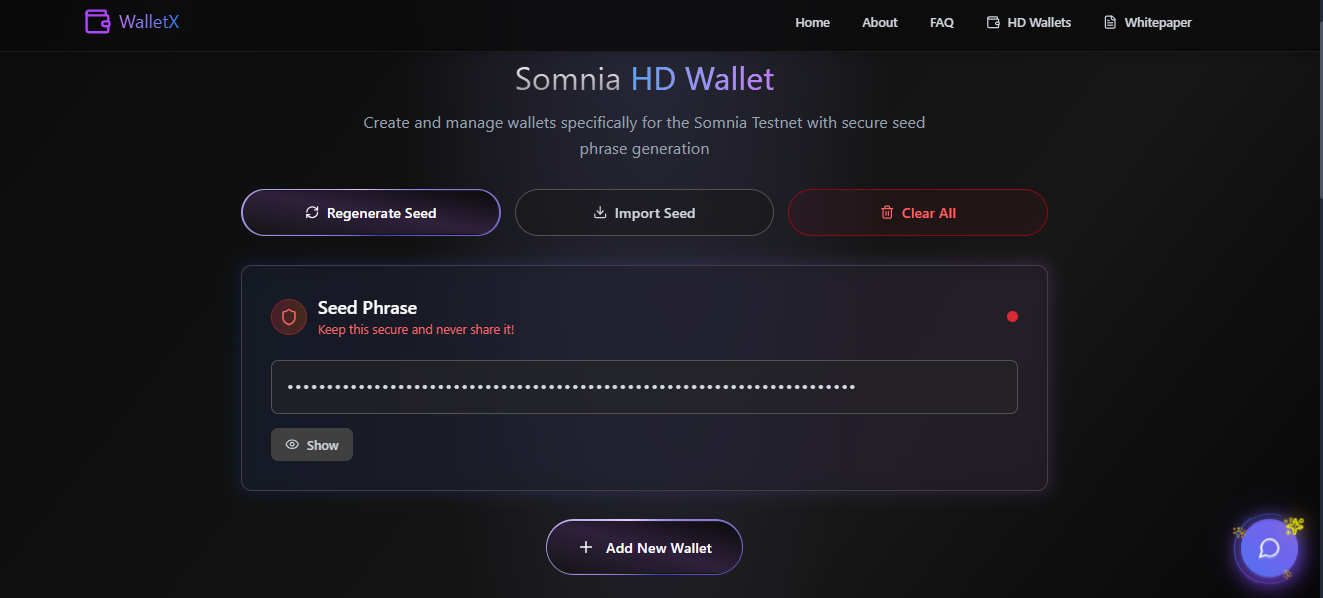 WalletX
Home About FAQ HD Wallets Whitepaper
Somnia HD Wallet
Create and manage wallets specifically for the Somnia Testnet with secure seed
phrase generation
Regenerate Seed Import Seed Clear All
Seed Phrase
Keep this secure and never share it!
Show
Add New Wallet